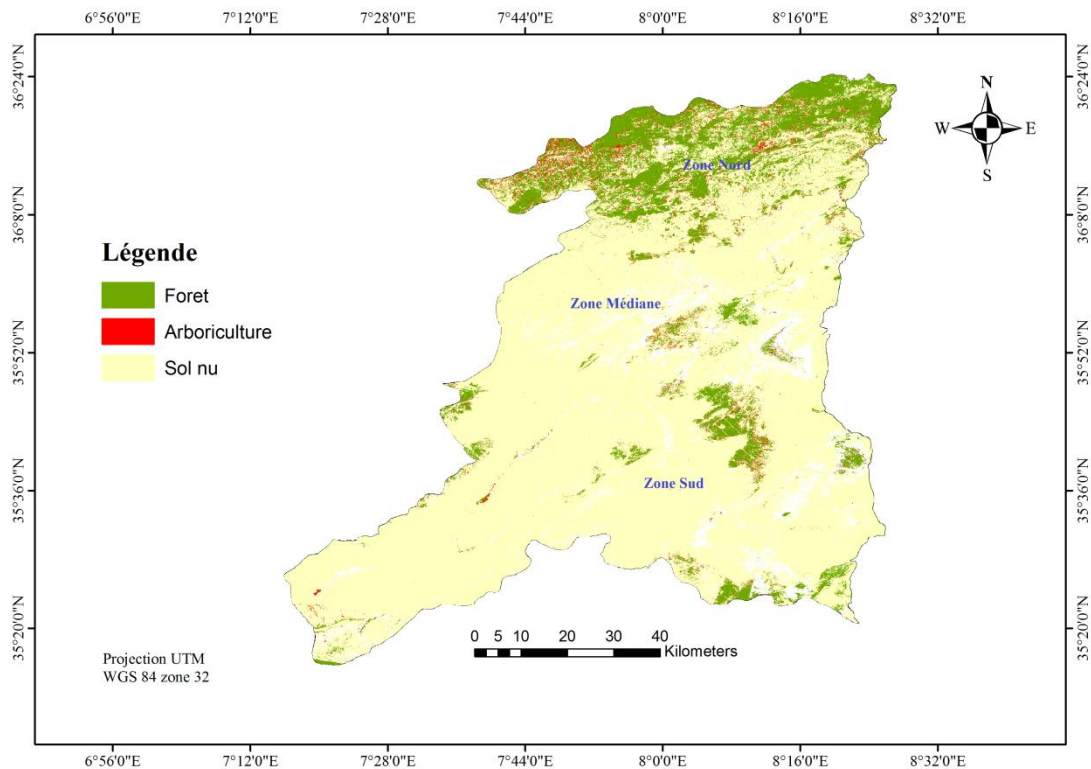 6°56'0"E 7°12'0"E 7°28'0"E 7°44'0"E 8°0'0"E 8°16'0"E 8°32'0"E
36°24'0"N 36°24'0"N
N
W E
S
Zone Nord
36°8'0"N 36°8'0"N
Légende
Foret
Arboriculture
Sol nu
Zone Médiane
35°52'0"N 35°52'0"N
Zone Sud
35°36'0"N 35°36'0"N
35°20'0"N 35°20'0"N
0 5 10 20 30 40
Kilometers
Projection UTM
WGS 84 zone 32
6°56'0"E 7°12'0"E 7°28'0"E 7°44'0"E 8°0'0"E 8°16'0"E 8°32'0"E